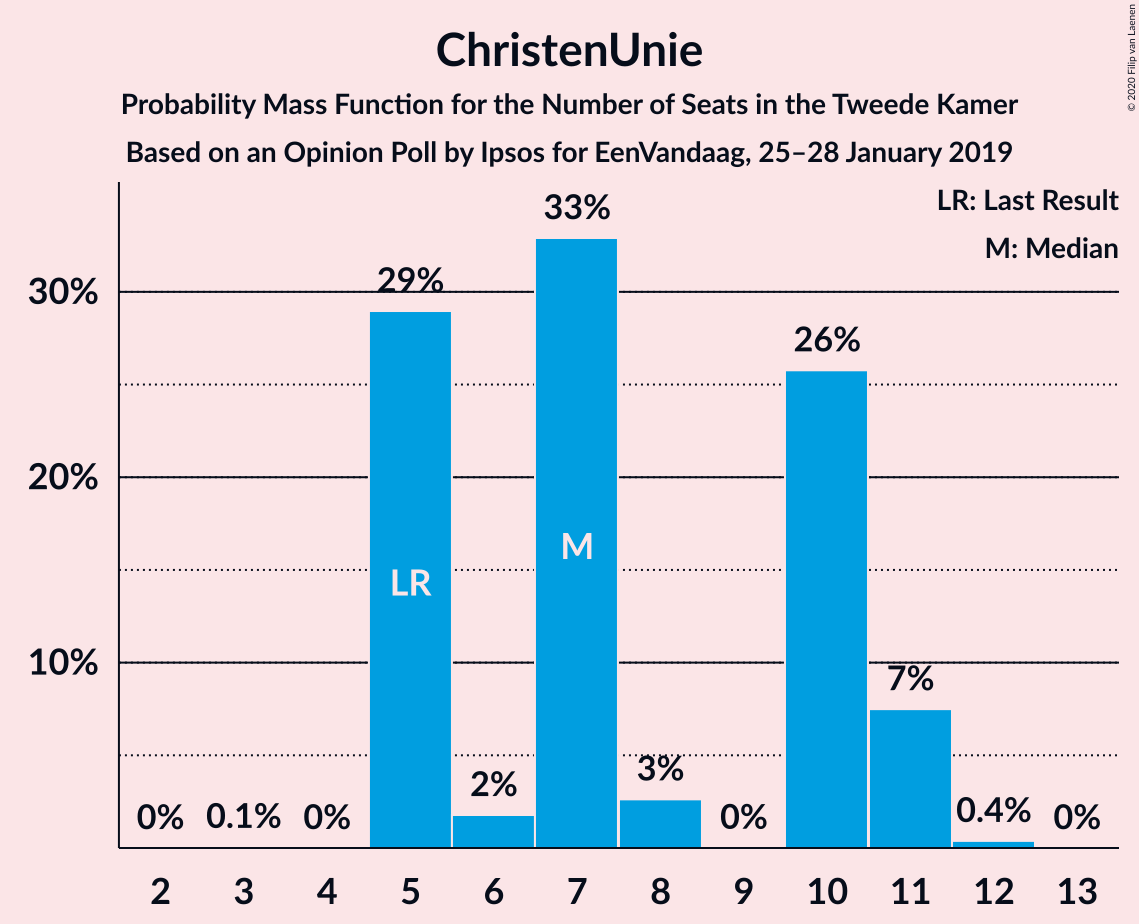 ChristenUnie
Probability Mass Function for the Number of Seats in the Tweede Kamer
Based on an Opinion Poll by Ipsos for EenVandaag, 25–28 January 2019
© 2020 Filip van Laenen
LR: Last Result
M: Median
33%
29%
30%
26%
20%
M
LR
10%
7%
3%
2%
0%
0.1%
0%
0%
0.4%
0%
2 3 4 5 6 7 8 9 10 11 12 13